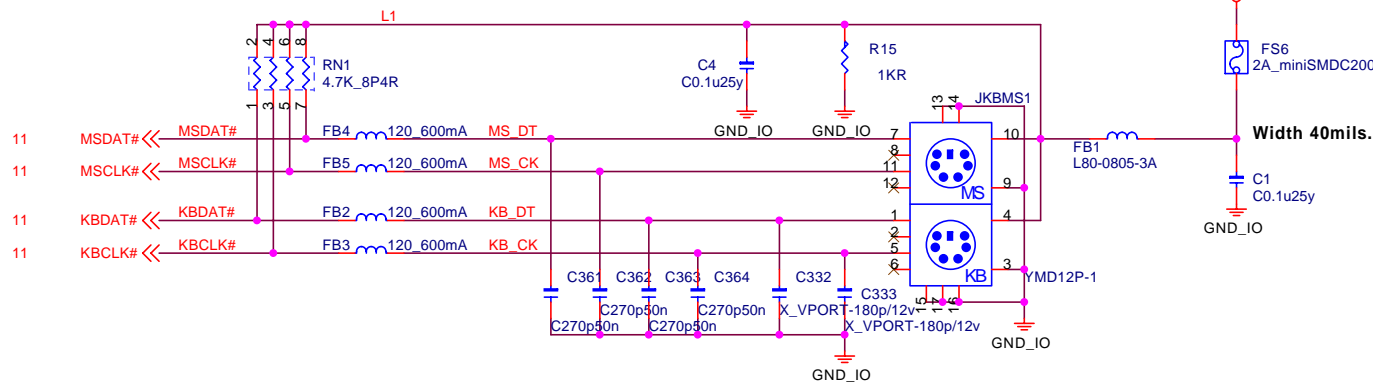 L1
FS6
2A_miniSMDC200
2 4 6 8
RN1
4.7K_8P4R
C4
C0.1u25y
R15
1KR
1 3 5 7
GND_IO
GND_IO
13 14
JKBMS1
11 MSDAT# MSDAT# FB4 120_600mA MS_DT 7
10
FB1
L80-0805-3A
Width 40mils.
8
11 MSCLK# MSCLK# FB5 120_600mA MS_CK 11
12
MS
9
C1
C0.1u25y
GND_IO
11 KBDAT# KBDAT# FB2 120_600mA KB_DT 1
4
2
11 KBCLK# KBCLK# FB3 120_600mA KB_CK 5
6
KB
3
YMD12P-1
C361 C362 C363 C364 C332 C333
C270p50n C270p50n X_VPORT-180p/12v
C270p50n C270p50n X_VPORT-180p/12v
15 17 16
GND_IO
GND_IO